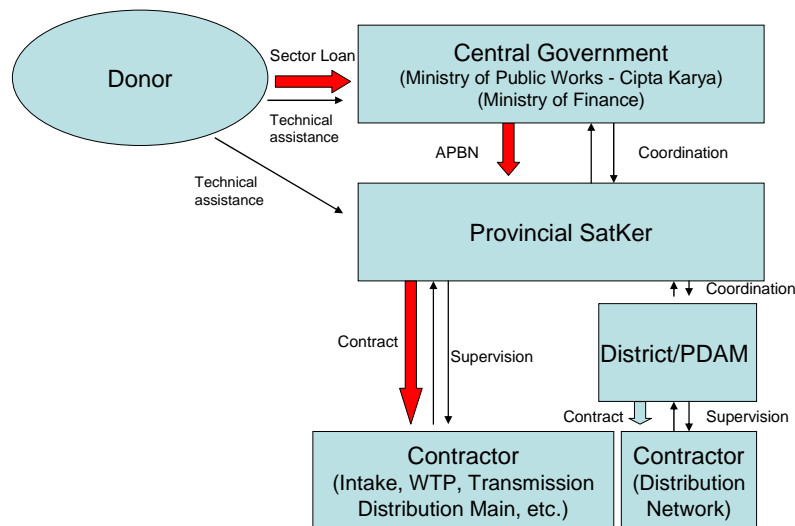 Donor
Sector Loan
Technical
assistance
Central Government
(Ministry of Public Works - Cipta Karya)
(Ministry of Finance)
APBN
Coordination
Technical
assistance
Provincial SatKer
Coordination
Contract
Supervision
District/PDAM
Contract
Supervision
Contractor
(Intake, WTP, Transmission
Distribution Main, etc.)
Contractor
(Distribution
Network)